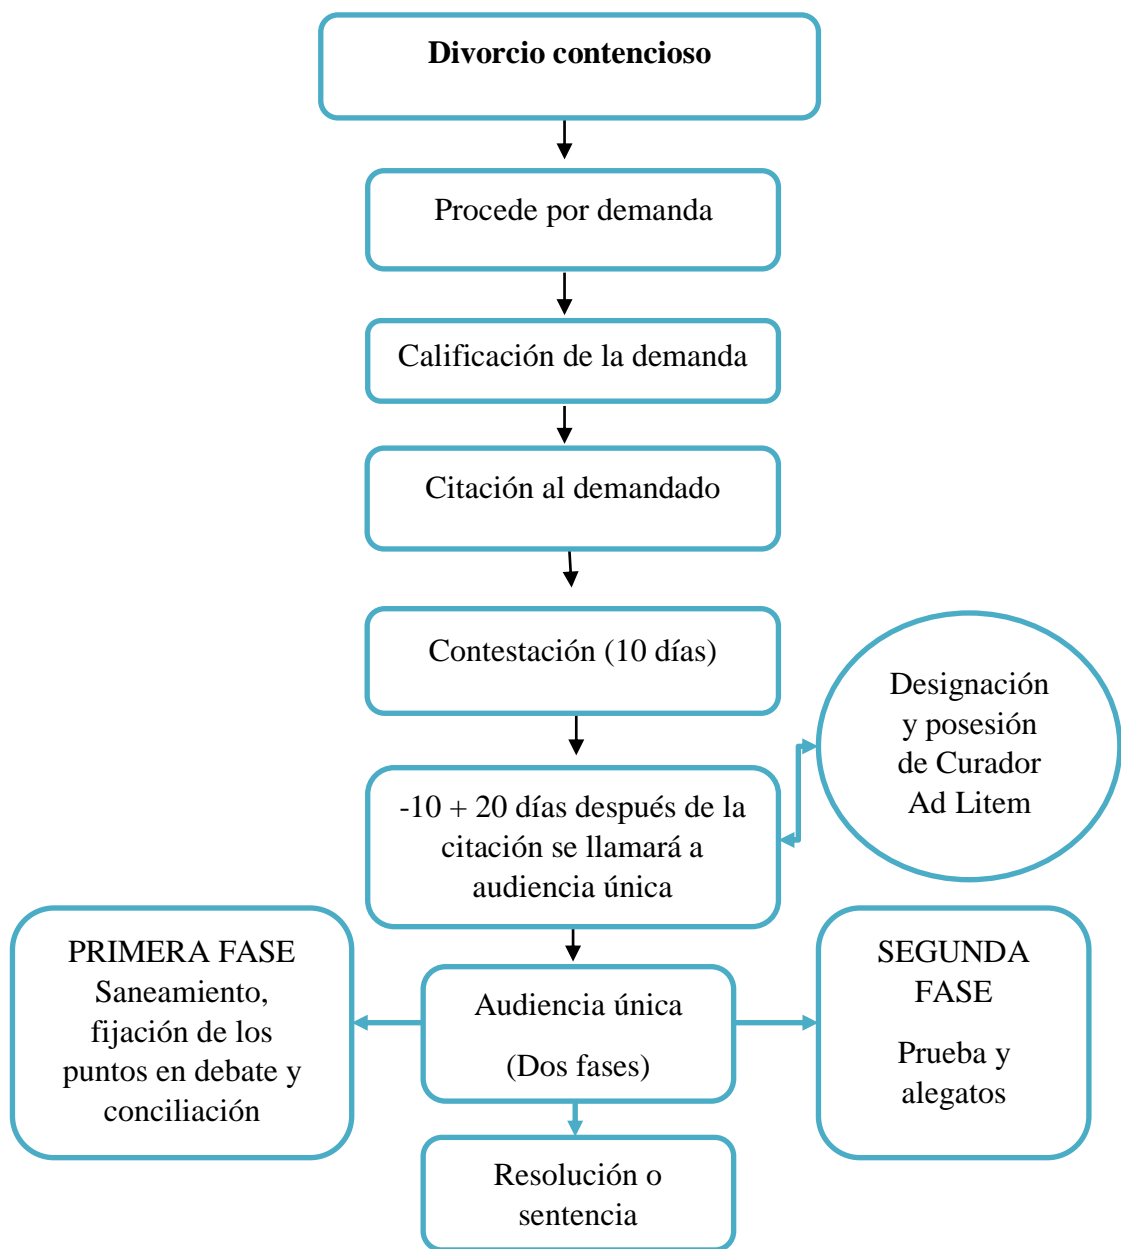 Divorcio contencioso
Procede por demanda
Calificación de la demanda
Citación al demandado
Contestación (10 días)
Designación
y posesión
de Curador
Ad Litem
-10 + 20 días después de la
citación se llamará a
audiencia única
PRIMERA FASE
Saneamiento,
fijación de los
puntos en debate y
conciliación
Audiencia única
(Dos fases)
SEGUNDA
FASE
Prueba y
alegatos
Resolución o
sentencia